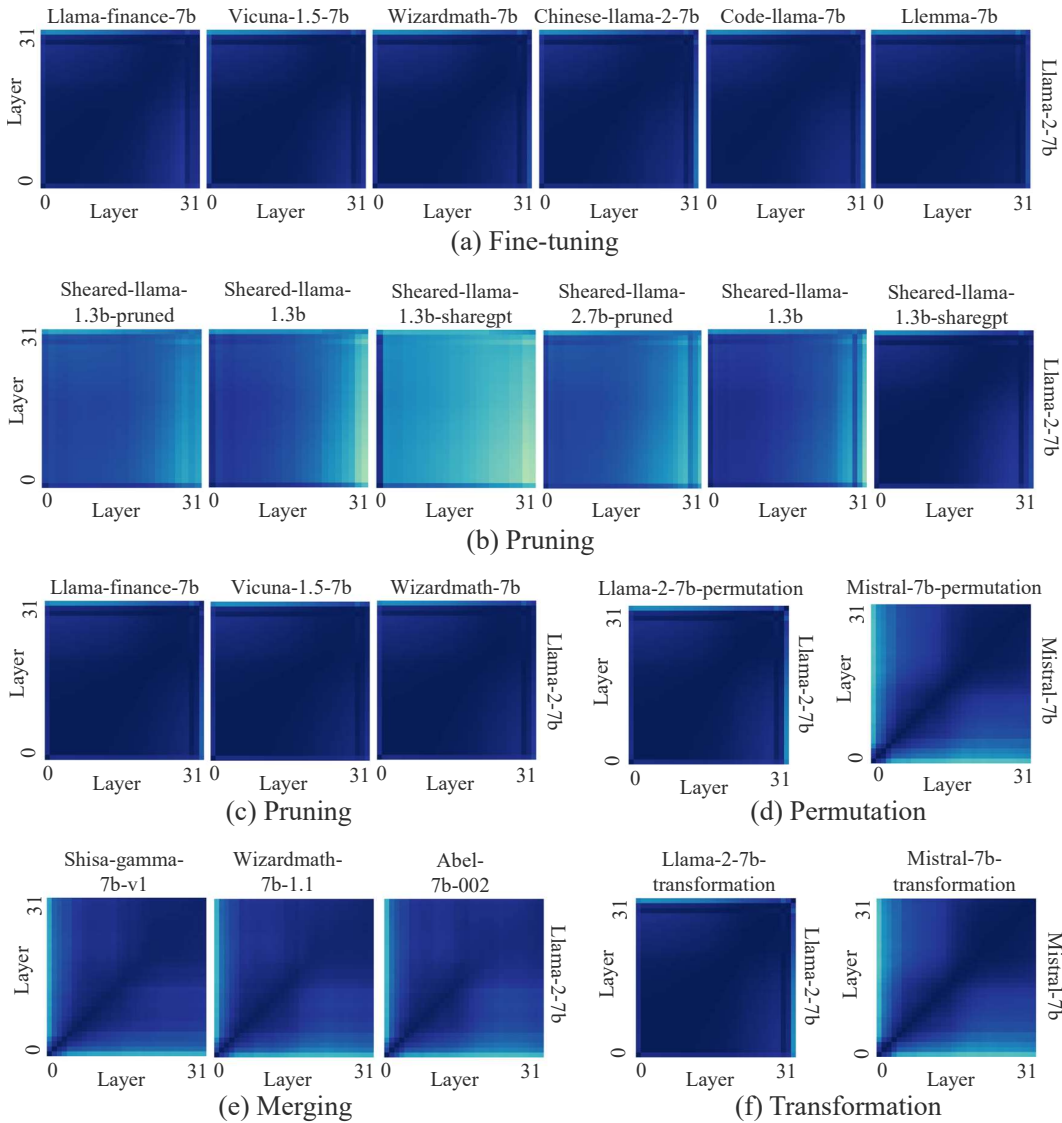 Llama-finance-7b Vicuna-1.5-7b Wizardmath-7b Chinese-llama-2-7b Code-llama-7b Llemma-7b
31
Layer
0
Llama-2-7b
0 31 0 31 0 31 0 31 0 31 0 31
Layer Layer Layer Layer Layer Layer
(a) Fine-tuning
Sheared-llama- Sheared-llama- Sheared-llama- Sheared-llama- Sheared-llama- Sheared-llama-
1.3b-pruned 1.3b 1.3b-sharegpt 2.7b-pruned 1.3b 1.3b-sharegpt
31
Layer
0
Llama-2-7b
0 31 0 31 0 31 0 31 0 31 0 31
Layer Layer Layer Layer Layer Layer
(b) Pruning
Llama-finance-7b Vicuna-1.5-7b Wizardmath-7b
31
Layer
0
Llama-2-7b
0 31 0 31 0 31
Layer Layer Layer
(c) Pruning
Llama-2-7b-permutation Mistral-7b-permutation
31
Layer
0
Llama-2-7b
31
Layer
0
Mistral-7b
0 31 0 31
Layer Layer
(d) Permutation
Shisa-gamma- Wizardmath- Abel-
7b-v1 7b-1.1 7b-002
31
Layer
0
Llama-2-7b
0 31 0 31 0 31
Layer Layer Layer
(e) Merging
Llama-2-7b- Mistral-7b-
transformation transformation
31
Layer
0
Llama-2-7b
31
Layer
0
Mistral-7b
0 31 0 31
Layer Layer
(f) Transformation